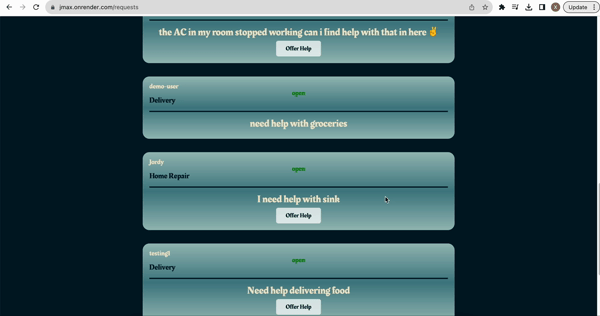 jmax.onrender.com/requests
X
Update
the AC in my room stopped working can i find help with that in here ✌
Offer Help
demo-user
open
Delivery
need help with groceries
Jordy
open
Home Repair
I need help with sink
Offer Help
testing1
open
Delivery
Need help delivering food
Offer Help